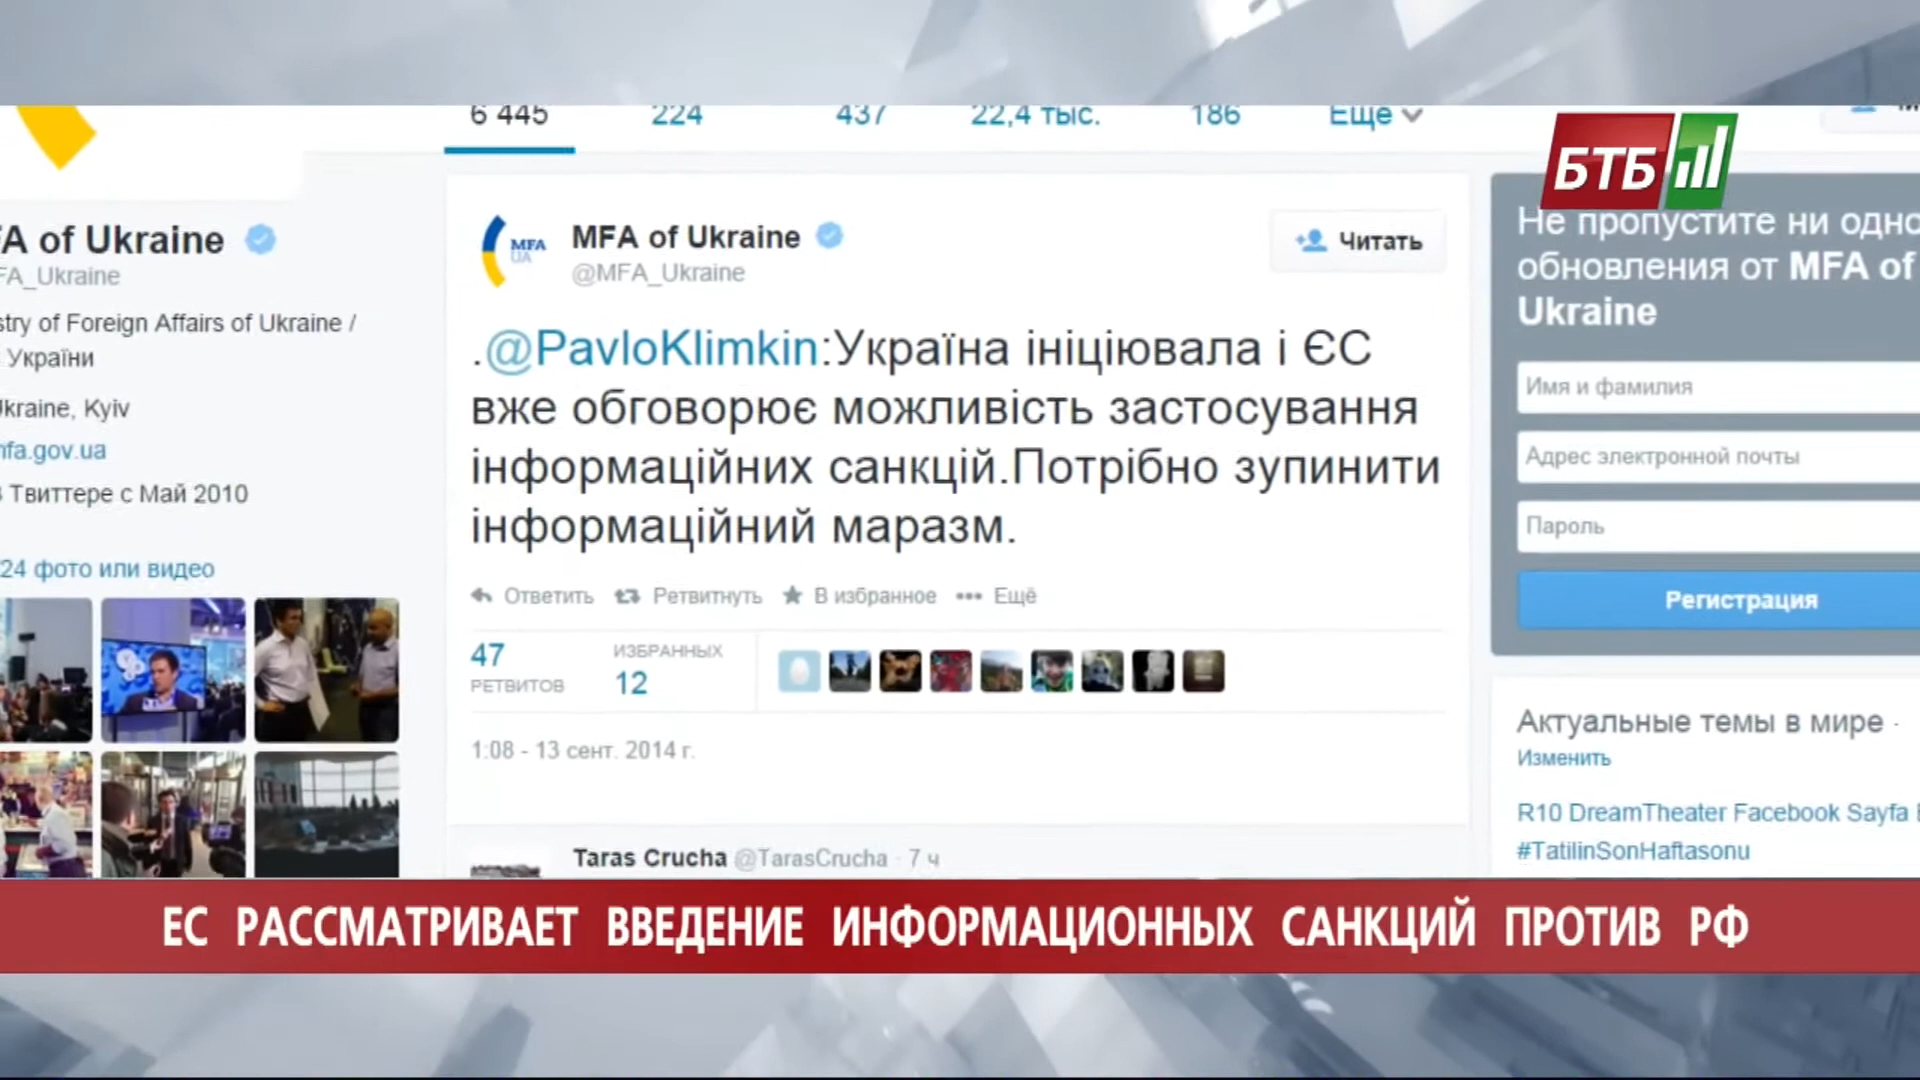 6 445 224 437 22,4 тыс. 186 Ещё
БТБ
A of Ukraine
FA_Ukraine
stry of Foreign Affairs of Ukraine /
України
Ukraine, Kyiv
mfa.gov.ua
Твиттере с Май 2010
24 фото или видео
MFA UA
MFA of Ukraine
@MFA_Ukraine
Читать
.@PavloKlimkin:Україна ініціювала і ЄС
вже обговорює можливість застосування
інформаційних санкцій.Потрібно зупинити
інформаційний маразм.
Ответить Ретвитнуть В избранное Ещё
47
РЕТВИТОВ
ИЗБРАННЫХ
12
1:08 - 13 сент. 2014 г.
Taras Crucha @TarasCrucha · 7 ч
Не пропустите ни одно
обновления от MFA of
Ukraine
Имя и фамилия
Адрес электронной почты
Пароль
Регистрация
Актуальные темы в мире ·
Изменить
R10 DreamTheater Facebook Sayfa
#TatilinSonHaftasonu
ЕС РАССМАТРИВАЕТ ВВЕДЕНИЕ ИНФОРМАЦИОННЫХ САНКЦИЙ ПРОТИВ РФ